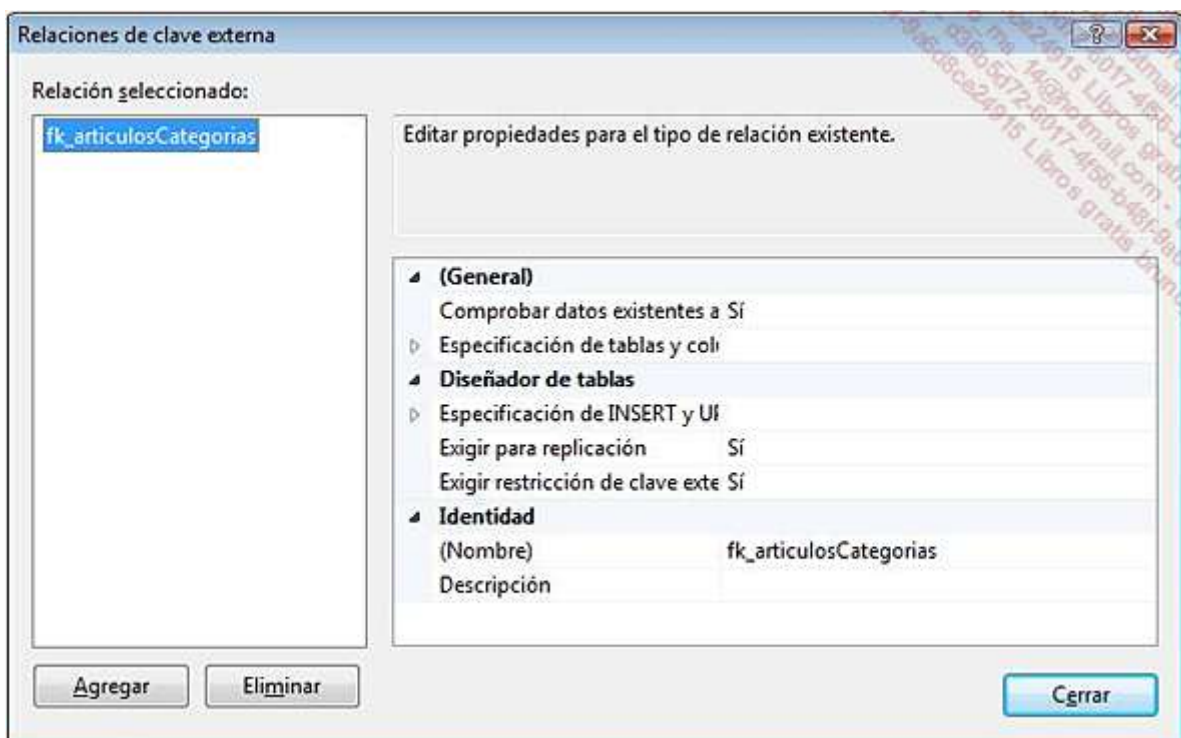 Relaciones de clave externa
Relación seleccionado:
fk_articulosCategorias
Editar propiedades para el tipo de relación existente.
(General)
Comprobar datos existentes a Sí
Especificación de tablas y colu
Diseñador de tablas
Especificación de INSERT y UP
Exigir para replicación Sí
Exigir restricción de clave exte Sí
Identidad
(Nombre) fk_articulosCategorias
Descripción
Agregar
Eliminar
Cerrar